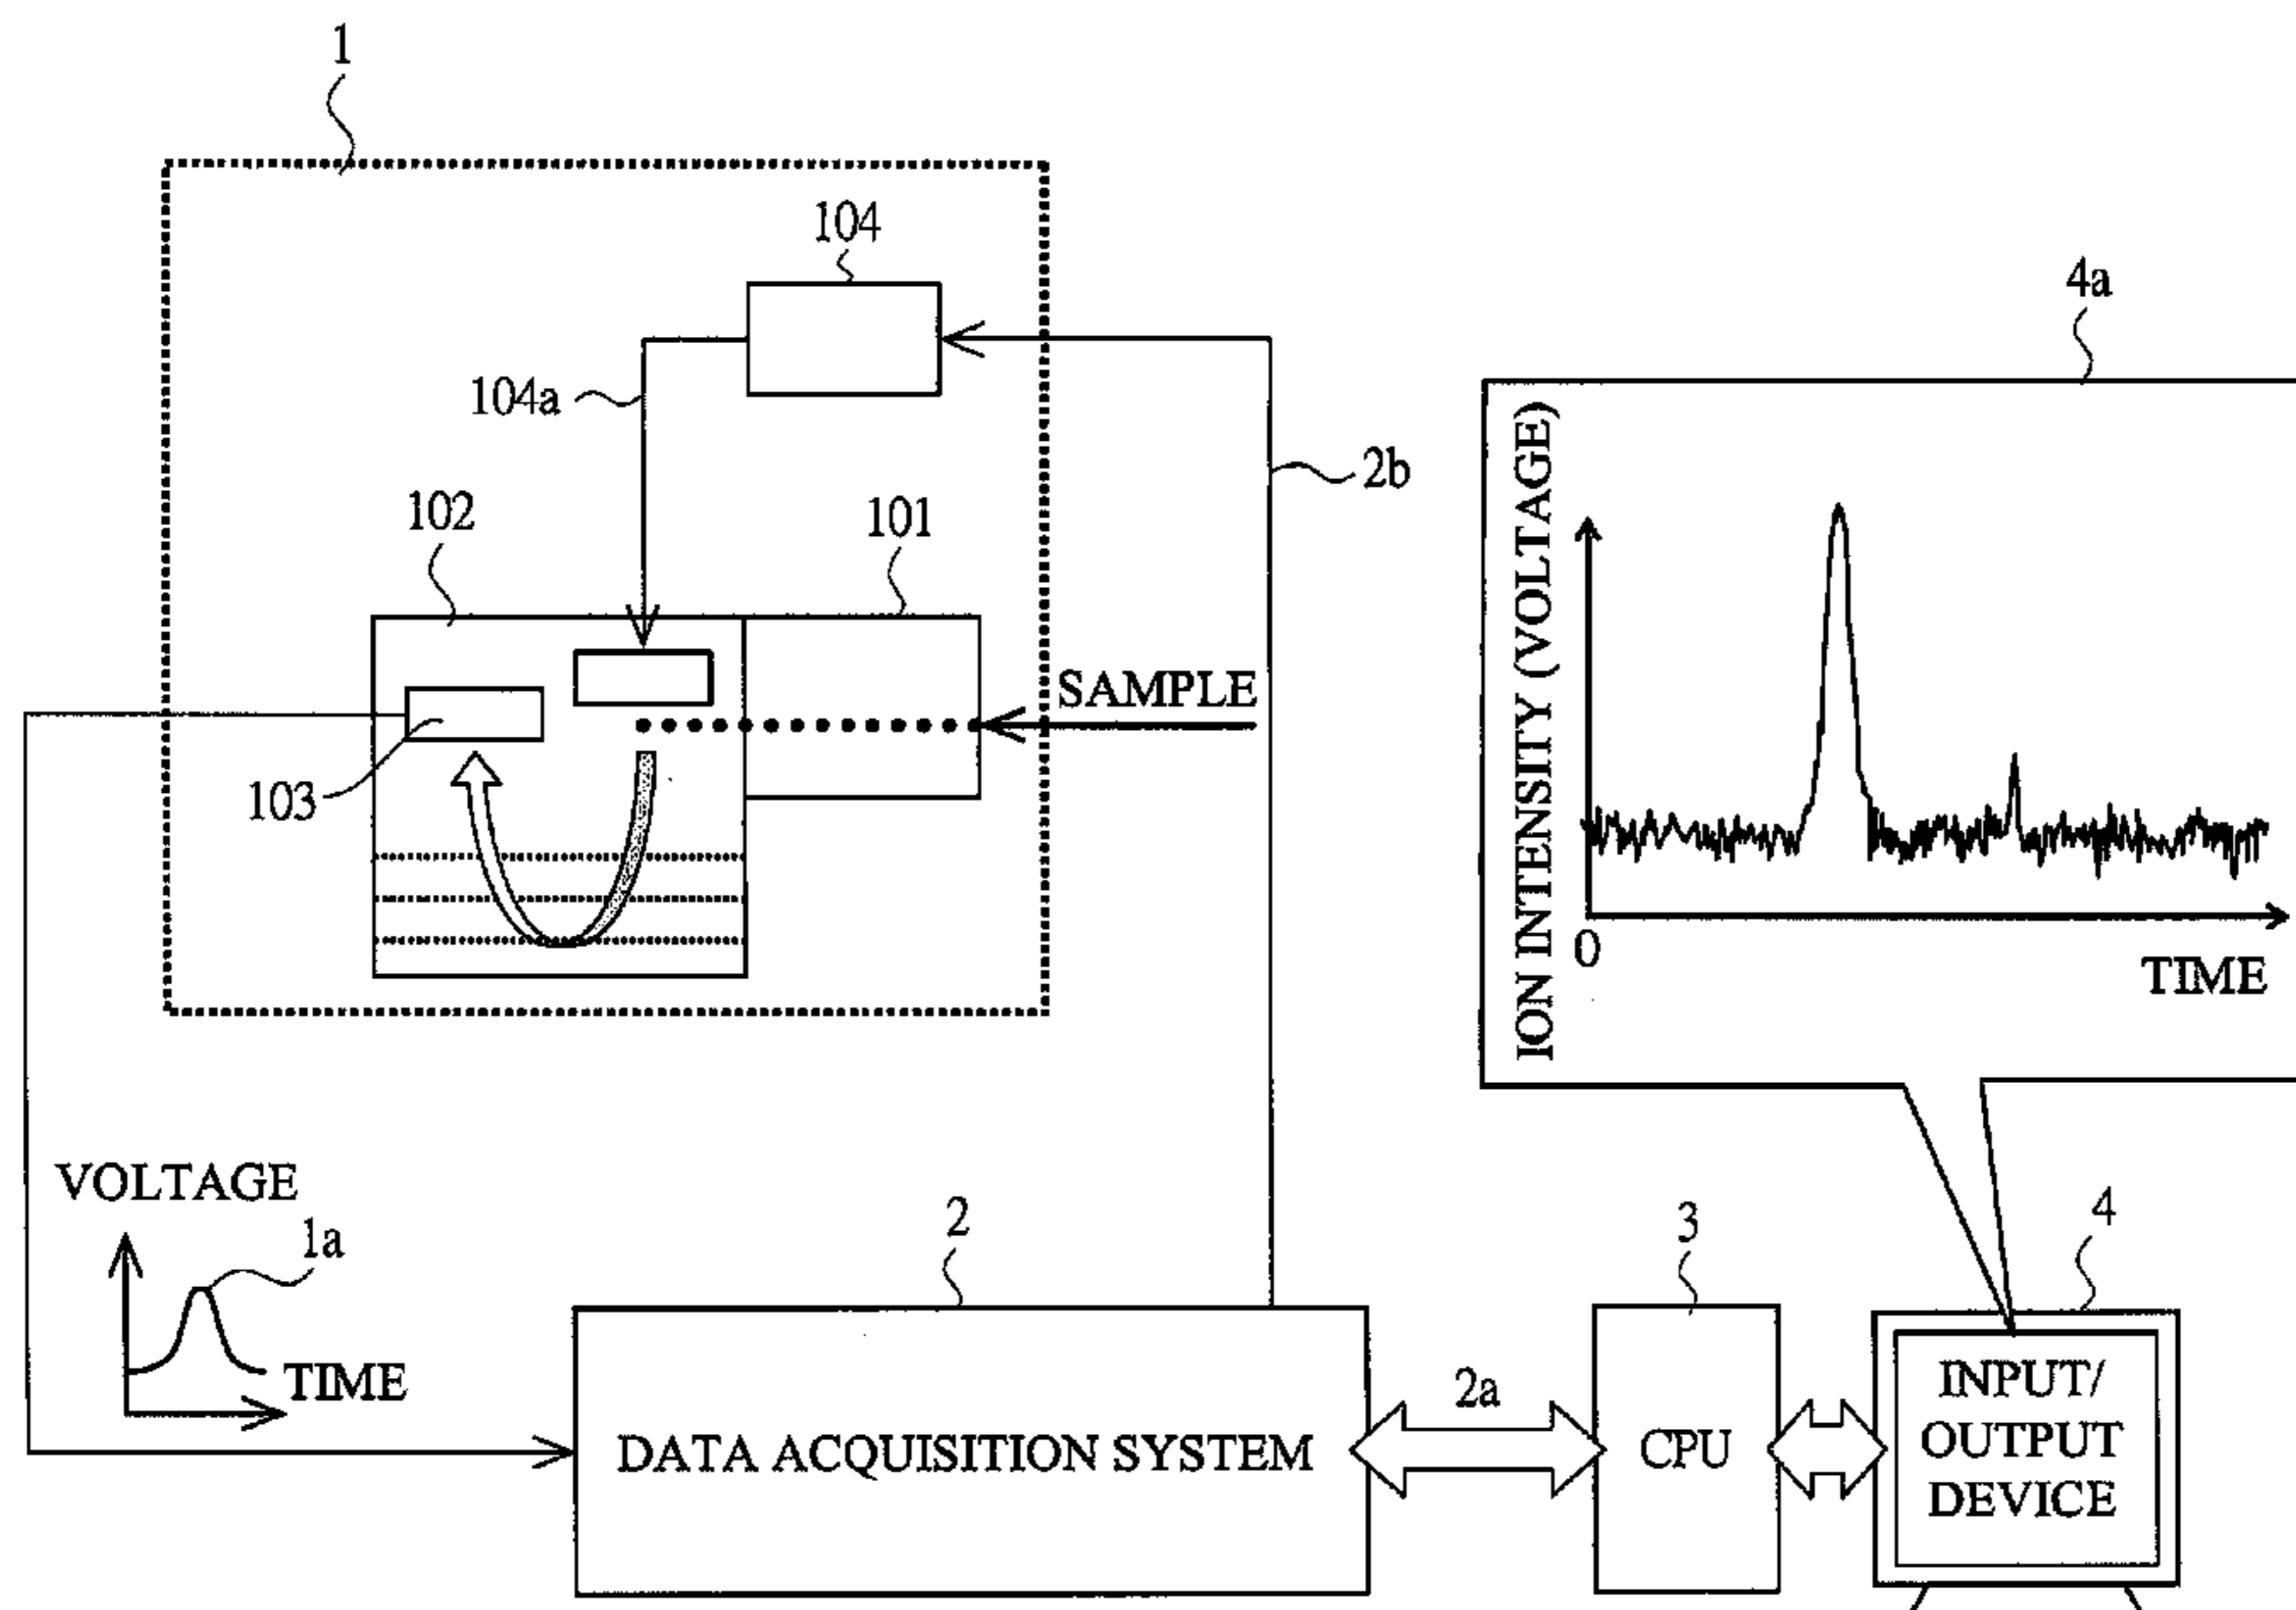 1
104
4a
104a
2b
102
101
ION INTENSITY (VOLTAGE)
SAMPLE
103
0
TIME
VOLTAGE
1a
TIME
2
3
4
2a
DATA ACQUISITION SYSTEM
CPU
INPUT/
OUTPUT
DEVICE